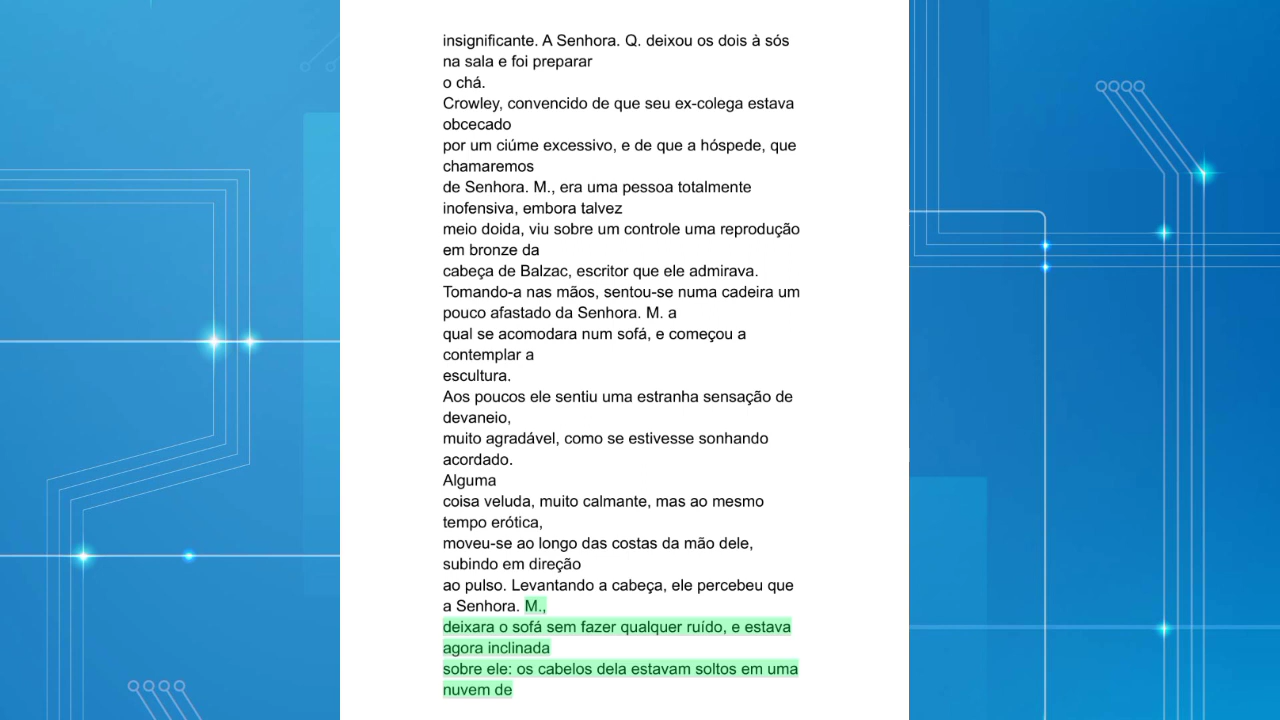 insignificante. A Senhora. Q. deixou os dois à sós
na sala e foi preparar
o chá.
Crowley, convencido de que seu ex-colega estava
obcecado
por um ciúme excessivo, e de que a hóspede, que
chamaremos
de Senhora. M., era uma pessoa totalmente
inofensiva, embora talvez
meio doida, viu sobre um controle uma reprodução
em bronze da
cabeça de Balzac, escritor que ele admirava.
Tomando-a nas mãos, sentou-se numa cadeira um
pouco afastado da Senhora. M. a
qual se acomodara num sofá, e começou a
contemplar a
escultura.
Aos poucos ele sentiu uma estranha sensação de
devaneio,
muito agradável, como se estivesse sonhando
acordado.
Alguma
coisa veluda, muito calmante, mas ao mesmo
tempo erótica,
moveu-se ao longo das costas da mão dele,
subindo em direção
ao pulso. Levantando a cabeça, ele percebeu que
a Senhora. M.,
deixara o sofá sem fazer qualquer ruído, e estava
agora inclinada
sobre ele: os cabelos dela estavam soltos em uma
nuvem de